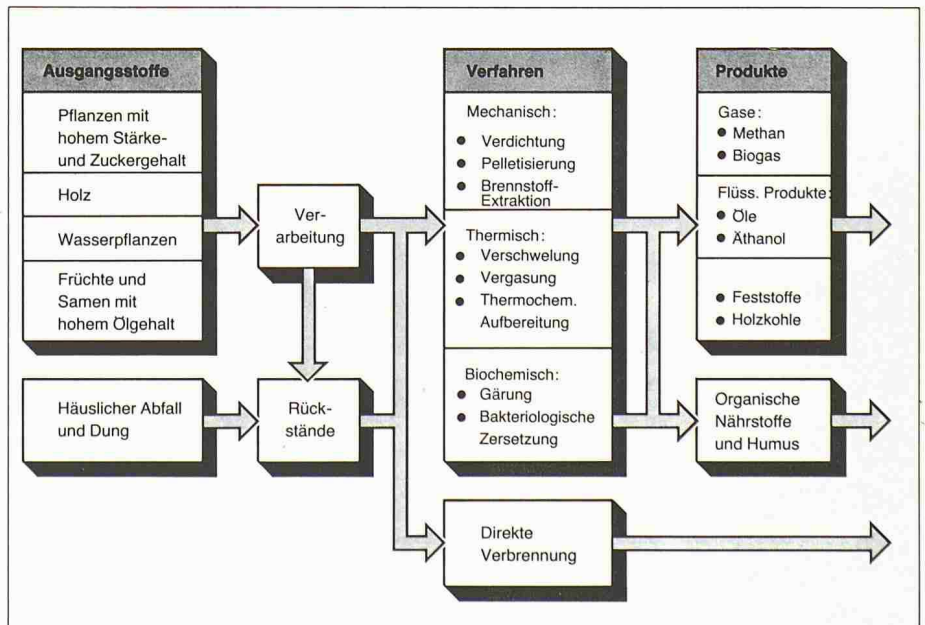 Ausgangsstoffe
Pflanzen mit
hohem Stärke-
und Zuckergehalt
Holz
Wasserpflanzen
Früchte und
Samen mit
hohem Ölgehalt
Häuslicher Abfall
und Dung
Ver-
arbeitung
Rück-
stände
Verfahren
Mechanisch:
● Verdichtung
● Pelletisierung
● Brennstoff-
Extraktion
Thermisch:
● Verschwelung
● Vergasung
● Thermochem.
Aufbereitung
Biochemisch:
● Gärung
● Bakteriologische
Zersetzung
Direkte
Verbrennung
Produkte
Gase:
● Methan
● Biogas
Flüss. Produkte:
● Öle
● Äthanol
● Feststoffe
● Holzkohle
Organische
Nährstoffe
und Humus